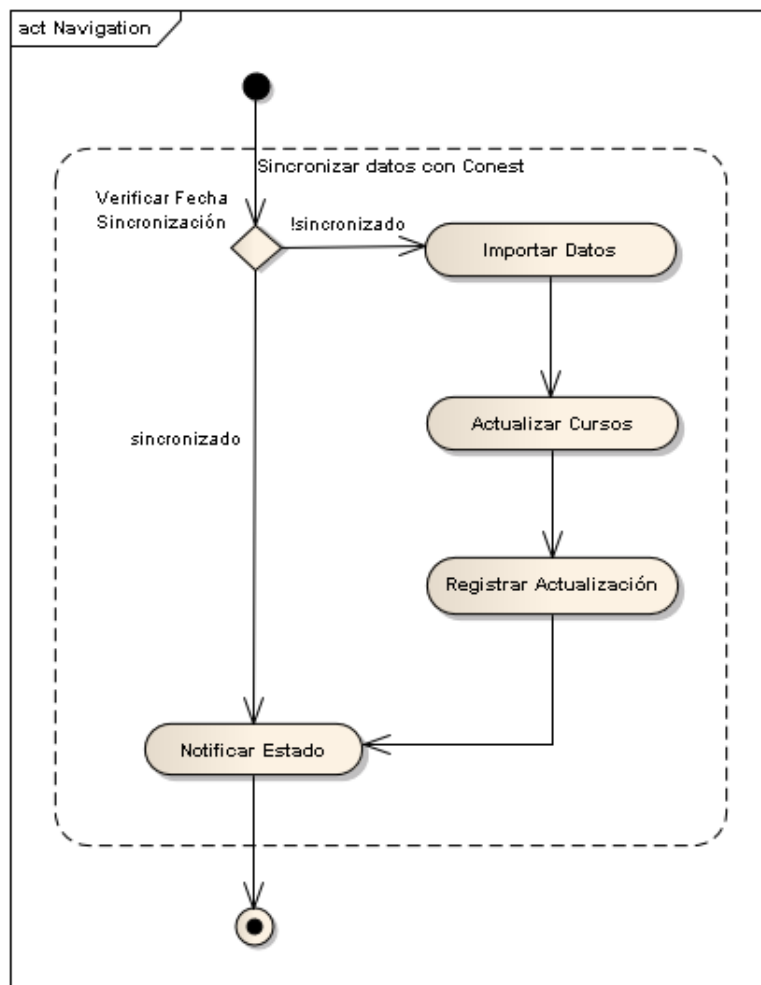 act Navigation
Sincronizar datos con Conest
Verificar Fecha
Sincronización
!sincronizado
Importar Datos
Actualizar Cursos
sincronizado
Registrar Actualización
Notificar Estado